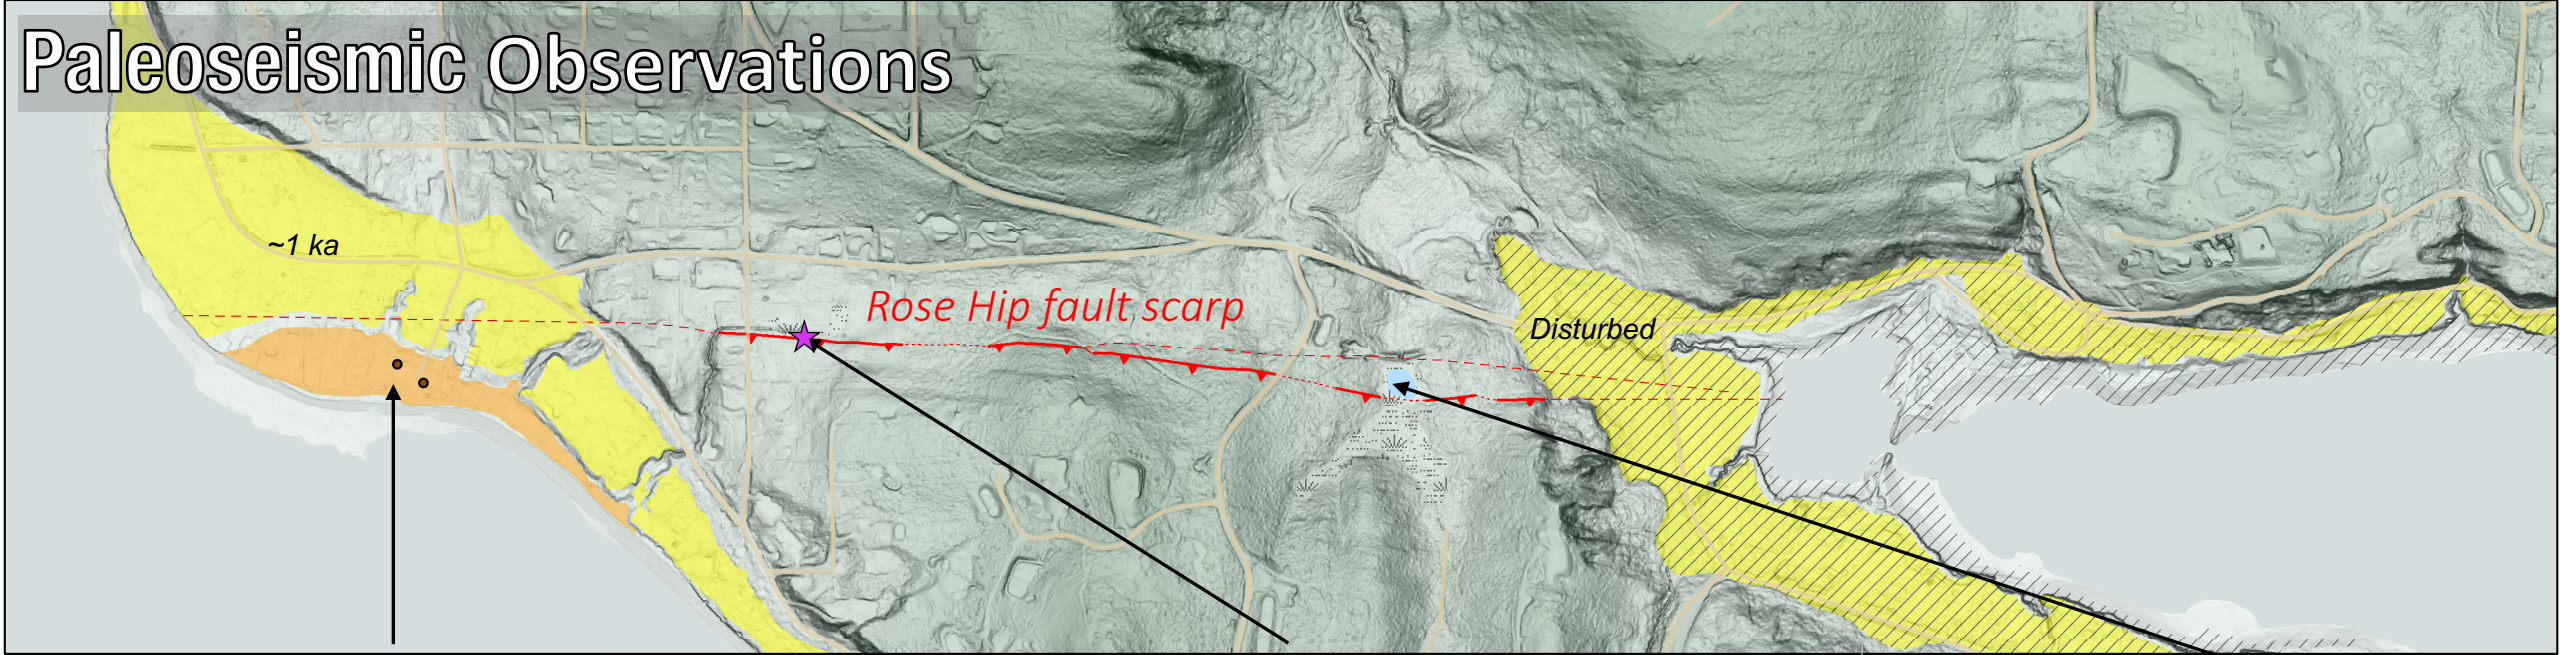 Paleoseismic Observations
~1 ka
Rose Hip fault scarp
Disturbed